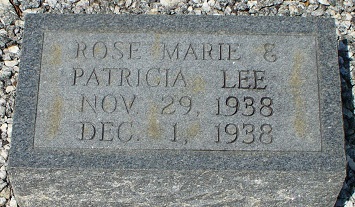 ROSE MARIE &
PATRICIA LEE
NOV. 29, 1938
DEC. 1, 1938